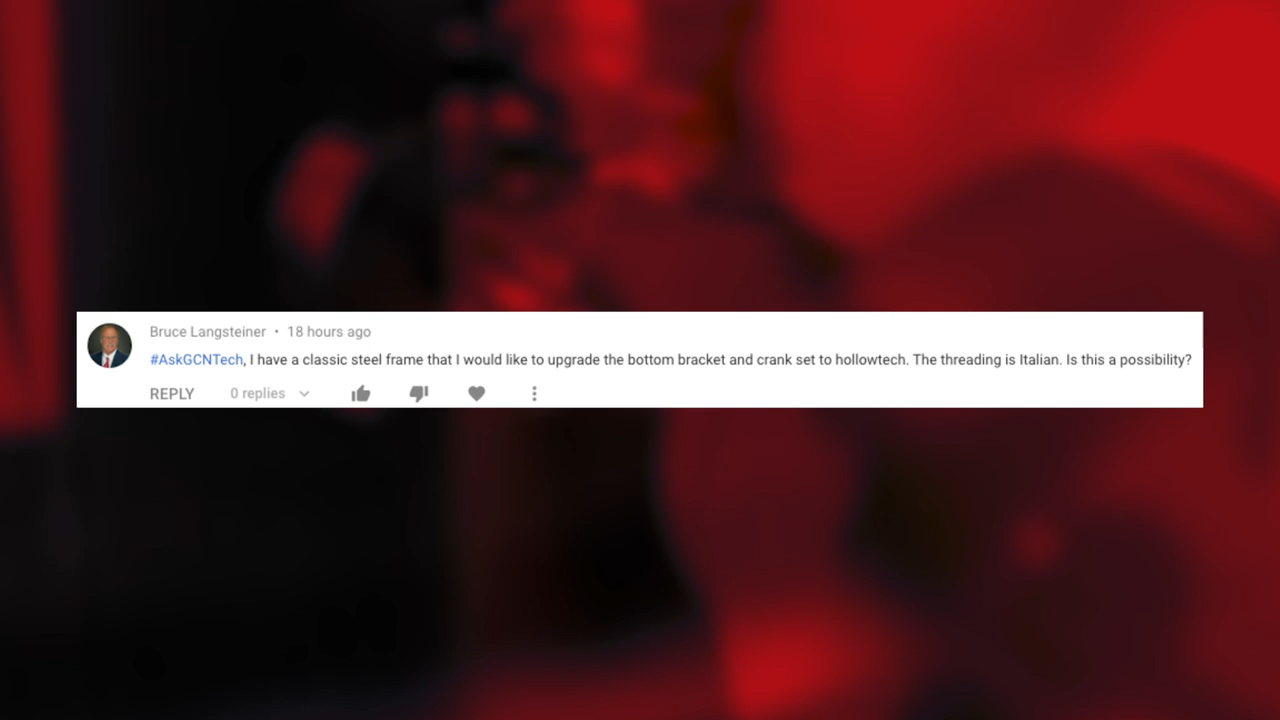 Bruce Langsteiner • 18 hours ago
#AskGCNTech, I have a classic steel frame that I would like to upgrade the bottom bracket and crank set to hollowtech. The threading is Italian. Is this a possibility?
REPLY 0 replies